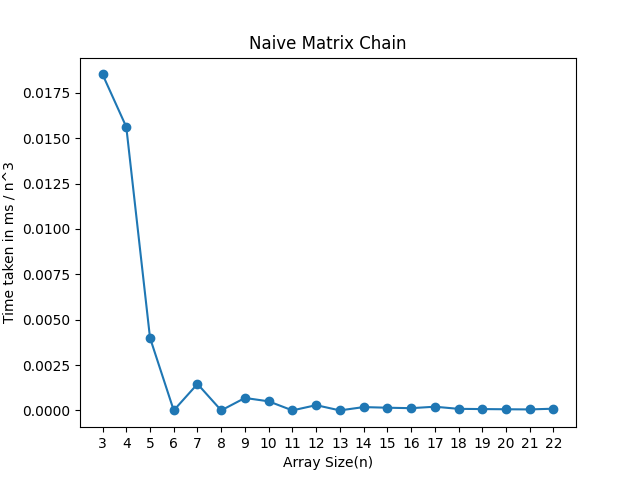 Naive Matrix Chain
Time taken in ms / n^3
0.0175
0.0150
0.0125
0.0100
0.0075
0.0050
0.0025
0.0000
3 4 5 6 7 8 9 10 11 12 13 14 15 16 17 18 19 20 21 22
Array Size(n)